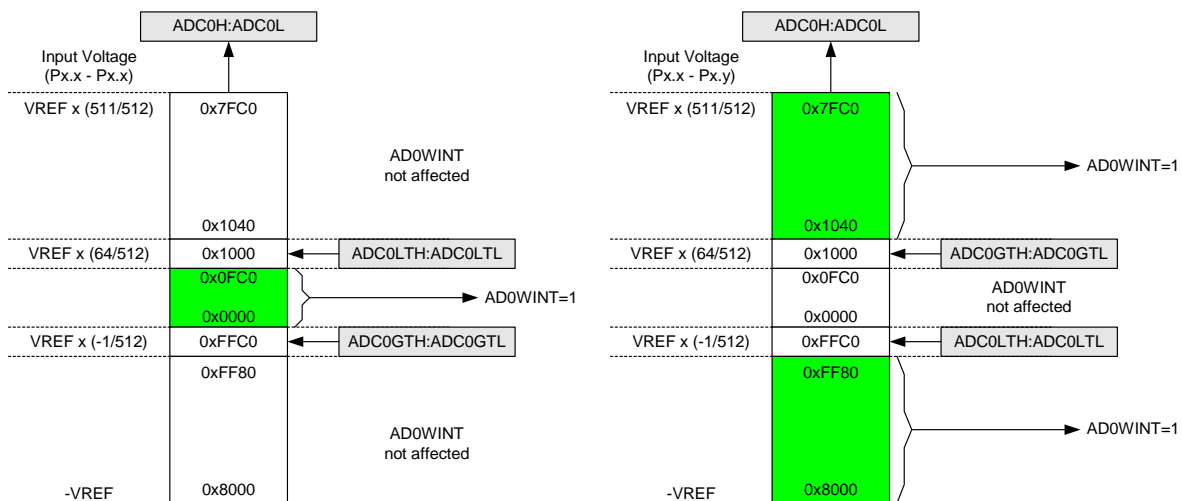 ADC0H:ADC0L
Input Voltage
(Px.x - Px.x)
VREF x (511/512)
0x7FC0
AD0WINT
not affected
0x1040
VREF x (64/512)
0x1000
ADC0LTH:ADC0LTL
0x0FC0
AD0WINT=1
0x0000
VREF x (-1/512)
0xFFC0
ADC0GTH:ADC0GTL
0xFF80
AD0WINT
not affected
-VREF
0x8000
ADC0H:ADC0L
Input Voltage
(Px.x - Px.y)
VREF x (511/512)
0x7FC0
AD0WINT=1
0x1040
VREF x (64/512)
0x1000
ADC0GTH:ADC0GTL
0x0FC0
AD0WINT
not affected
0x0000
VREF x (-1/512)
0xFFC0
ADC0LTH:ADC0LTL
0xFF80
AD0WINT=1
-VREF
0x8000